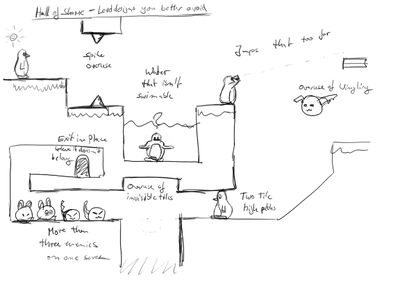 Hall of Shame - Leveldesign you better avoid
Spike
overuse
Water
that isn't
swimmable
Jumps that too far
Overuse of Wingling
Exit in Place
where it doesn't
belong
Overuse of
invisible tiles
Two Tile
high paths
More than
three enemies
on one screen